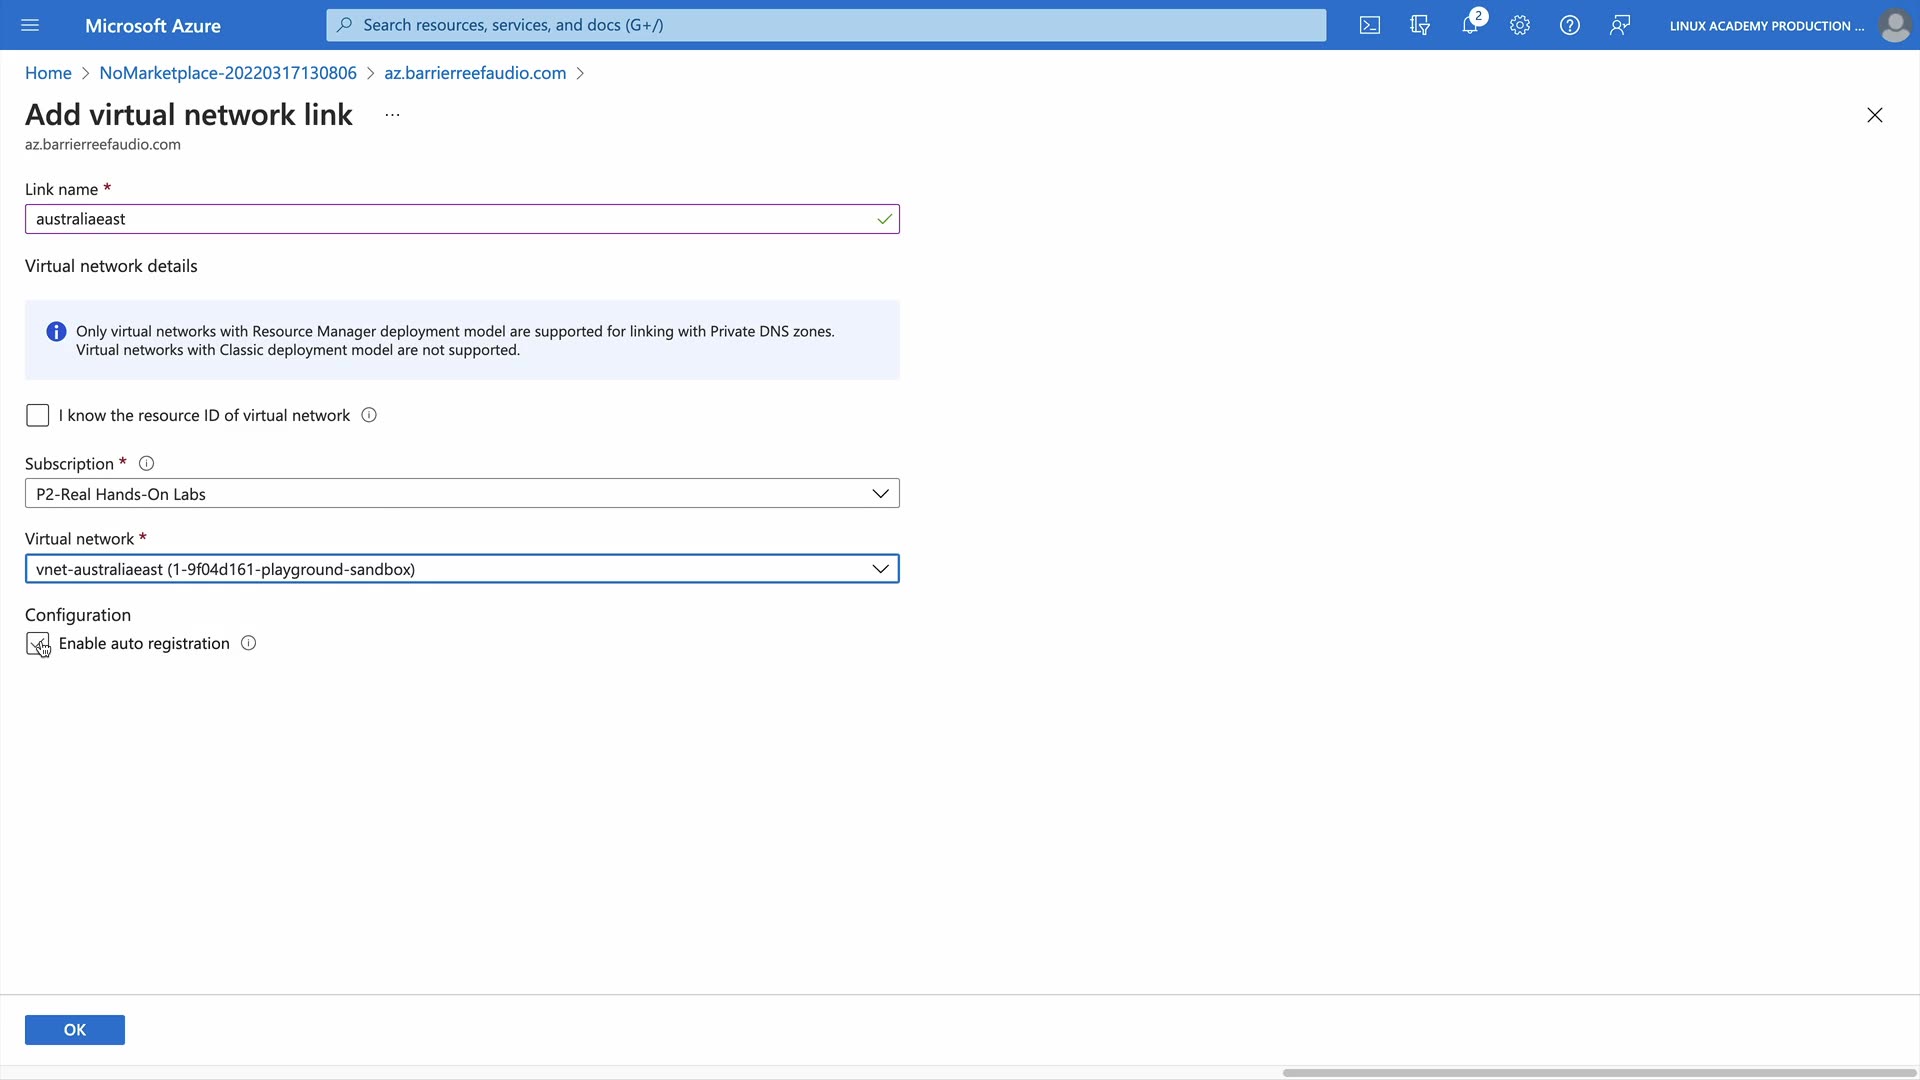 Microsoft Azure
Search resources, services, and docs (G+/)
2
LINUX ACADEMY PRODUCTION ...
Home > NoMarketplace-20220317130806 > az.barrierreefaudio.com >
Add virtual network link ...
az.barrierreefaudio.com
Link name *
australiaeast
Virtual network details
Only virtual networks with Resource Manager deployment model are supported for linking with Private DNS zones.
Virtual networks with Classic deployment model are not supported.
I know the resource ID of virtual network
Subscription *
P2-Real Hands-On Labs
Virtual network *
vnet-australiaeast (1-9f04d161-playground-sandbox)
Configuration
Enable auto registration
OK